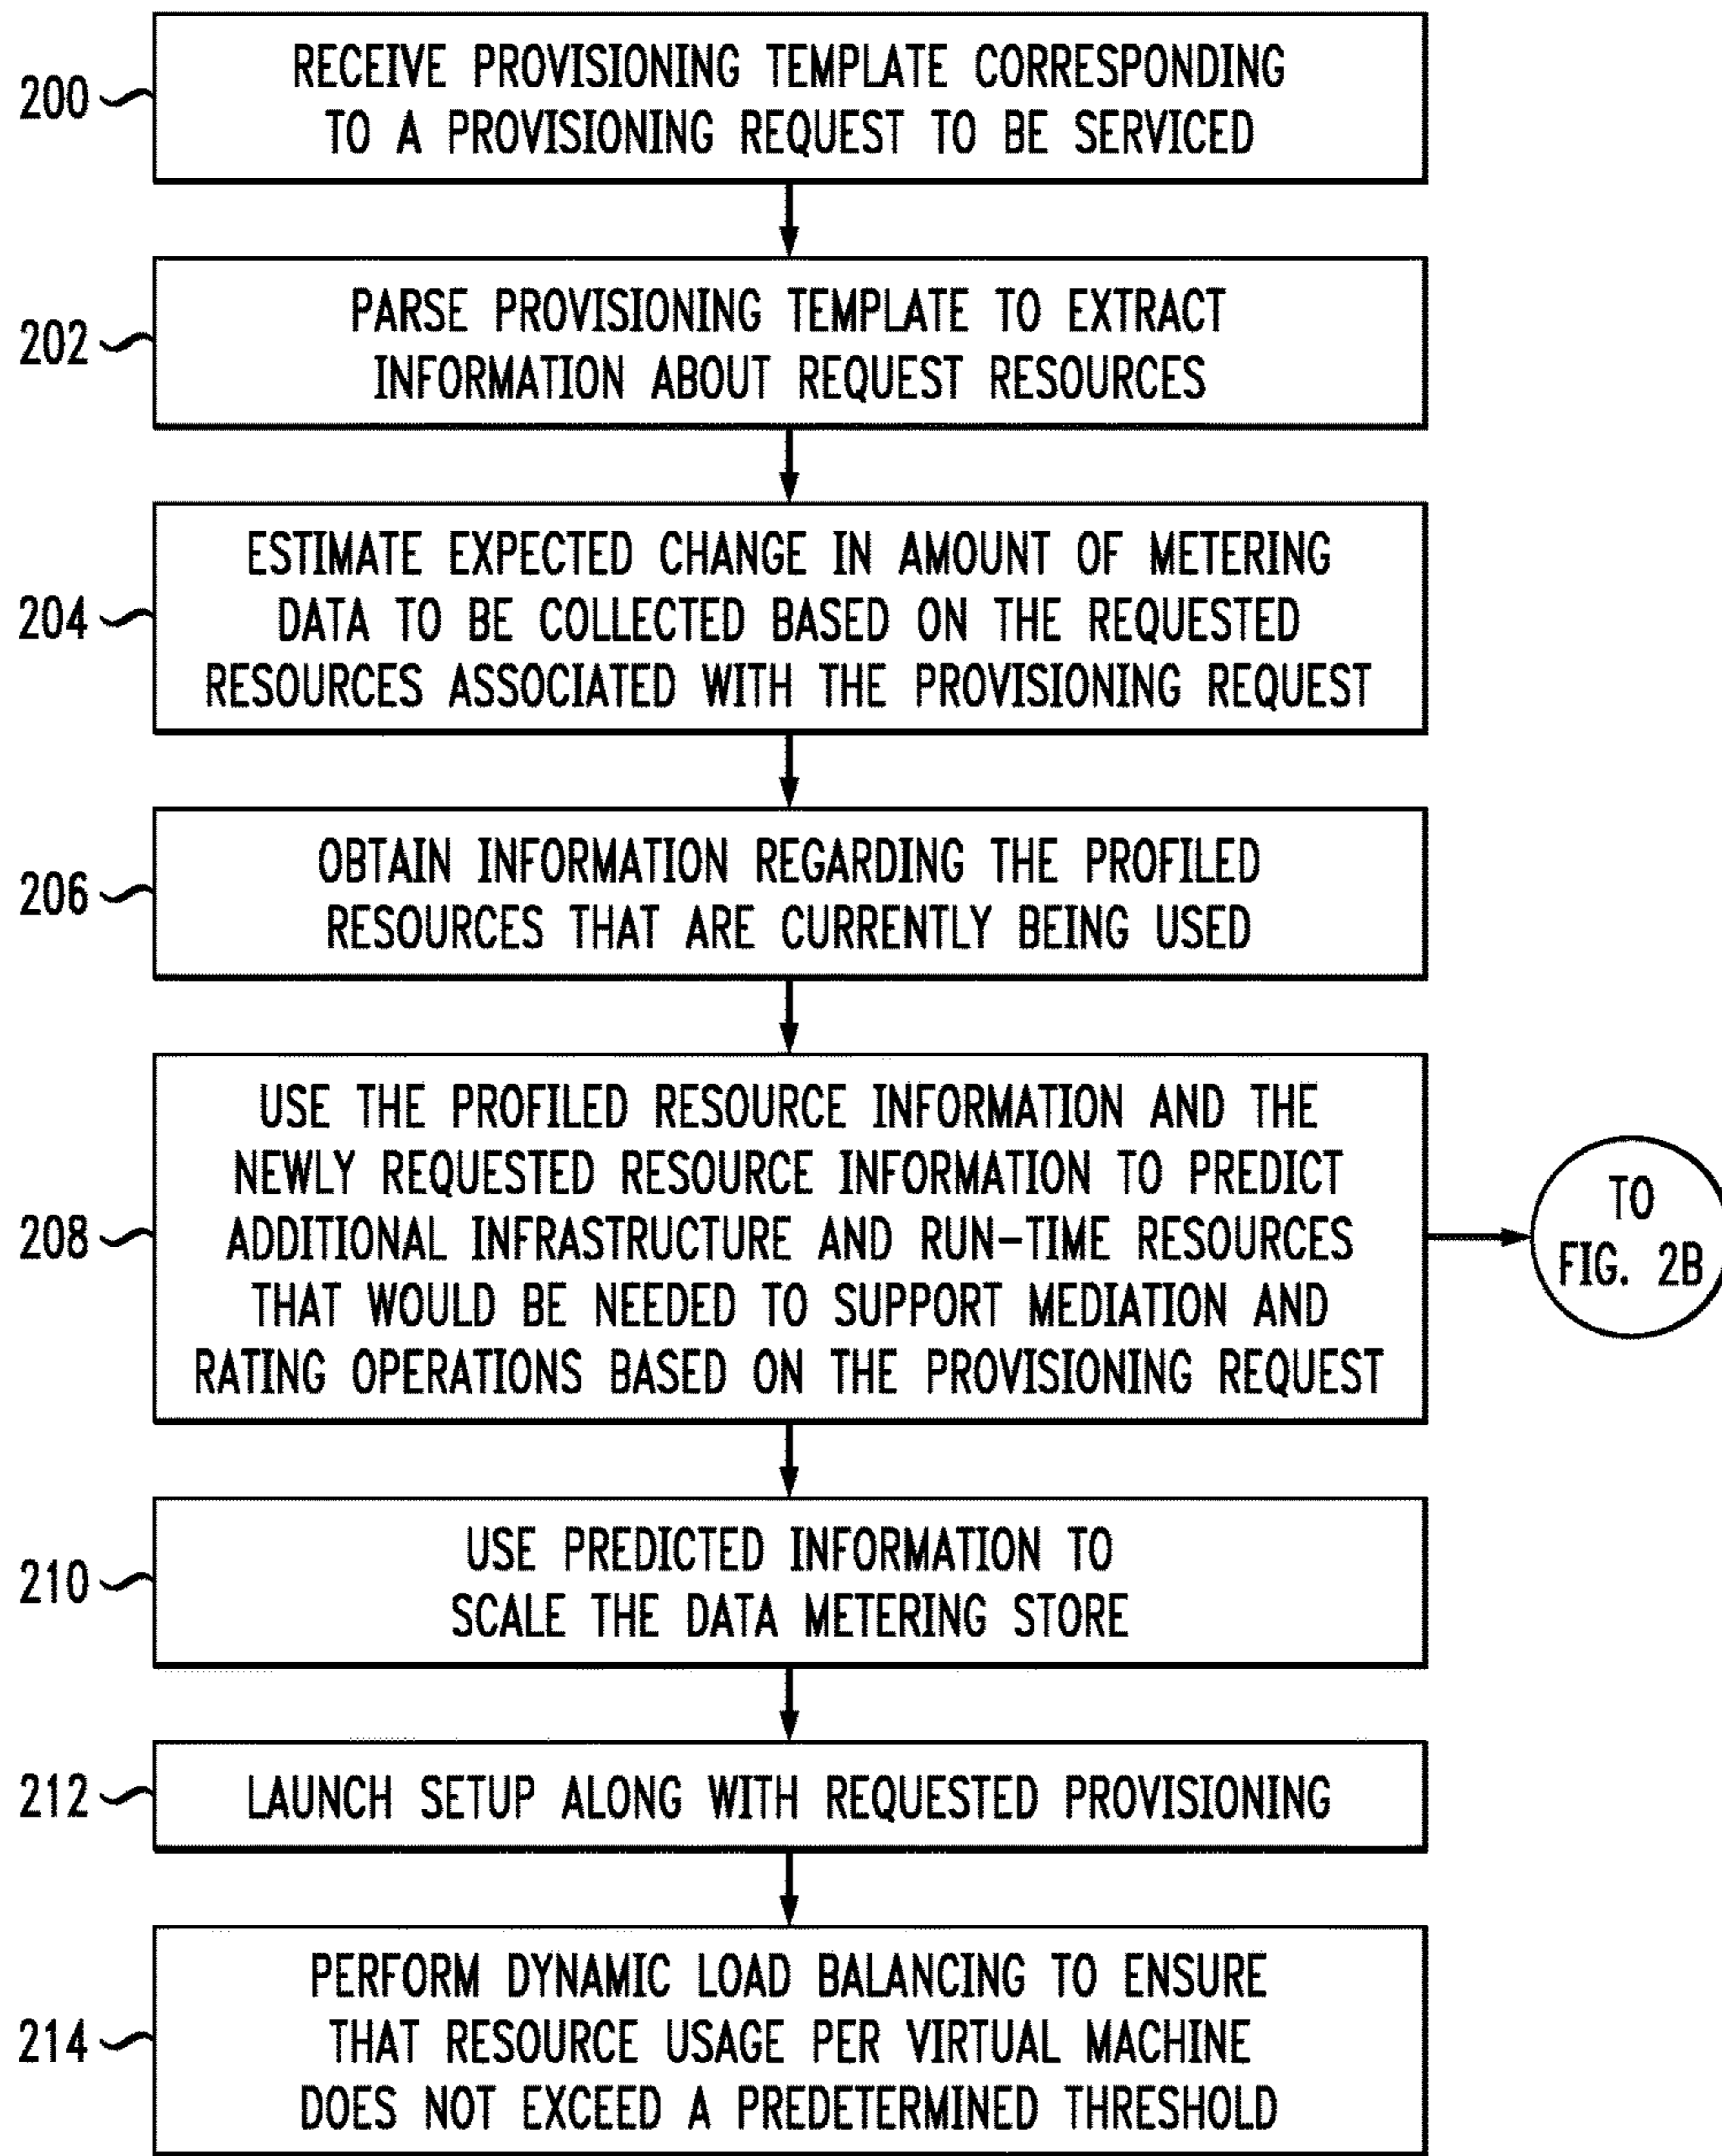 200
RECEIVE PROVISIONING TEMPLATE CORRESPONDING
TO A PROVISIONING REQUEST TO BE SERVICED
202
PARSE PROVISIONING TEMPLATE TO EXTRACT
INFORMATION ABOUT REQUEST RESOURCES
204
ESTIMATE EXPECTED CHANGE IN AMOUNT OF METERING
DATA TO BE COLLECTED BASED ON THE REQUESTED
RESOURCES ASSOCIATED WITH THE PROVISIONING REQUEST
206
OBTAIN INFORMATION REGARDING THE PROFILED
RESOURCES THAT ARE CURRENTLY BEING USED
208
USE THE PROFILED RESOURCE INFORMATION AND THE
NEWLY REQUESTED RESOURCE INFORMATION TO PREDICT
ADDITIONAL INFRASTRUCTURE AND RUN-TIME RESOURCES
THAT WOULD BE NEEDED TO SUPPORT MEDIATION AND
RATING OPERATIONS BASED ON THE PROVISIONING REQUEST
TO
FIG. 2B
210
USE PREDICTED INFORMATION TO
SCALE THE DATA METERING STORE
212
LAUNCH SETUP ALONG WITH REQUESTED PROVISIONING
214
PERFORM DYNAMIC LOAD BALANCING TO ENSURE
THAT RESOURCE USAGE PER VIRTUAL MACHINE
DOES NOT EXCEED A PREDETERMINED THRESHOLD